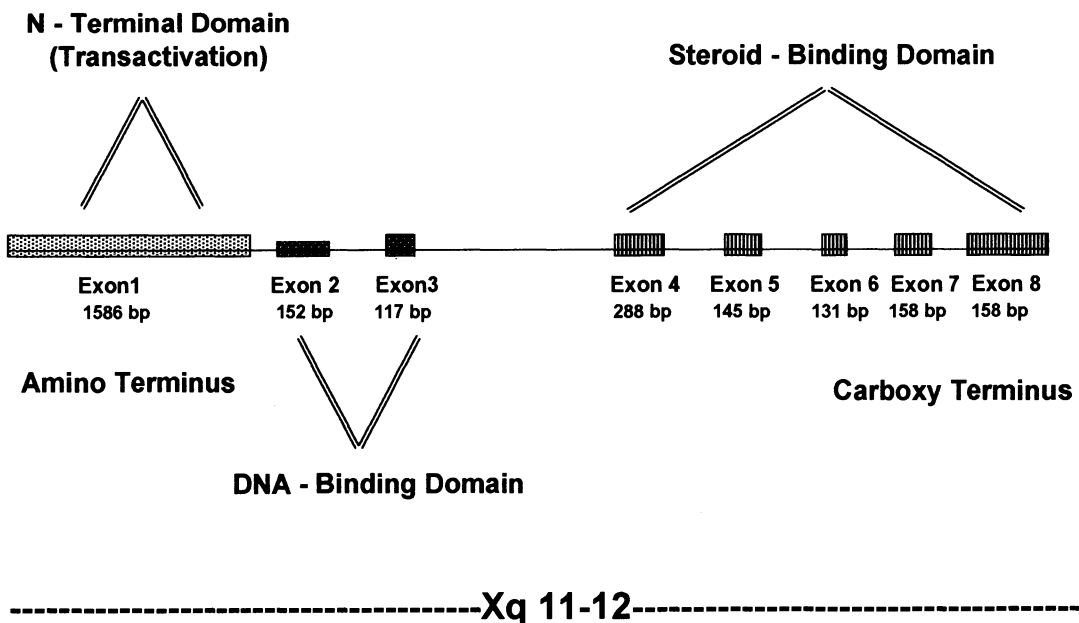 N - Terminal Domain
(Transactivation)
Steroid - Binding Domain
Exon1
1586 bp
Exon 2
152 bp
Exon3
117 bp
Exon 4
288 bp
Exon 5
145 bp
Exon 6
131 bp
Exon 7
158 bp
Exon 8
158 bp
Amino Terminus
Carboxy Terminus
DNA - Binding Domain
Xq 11-12